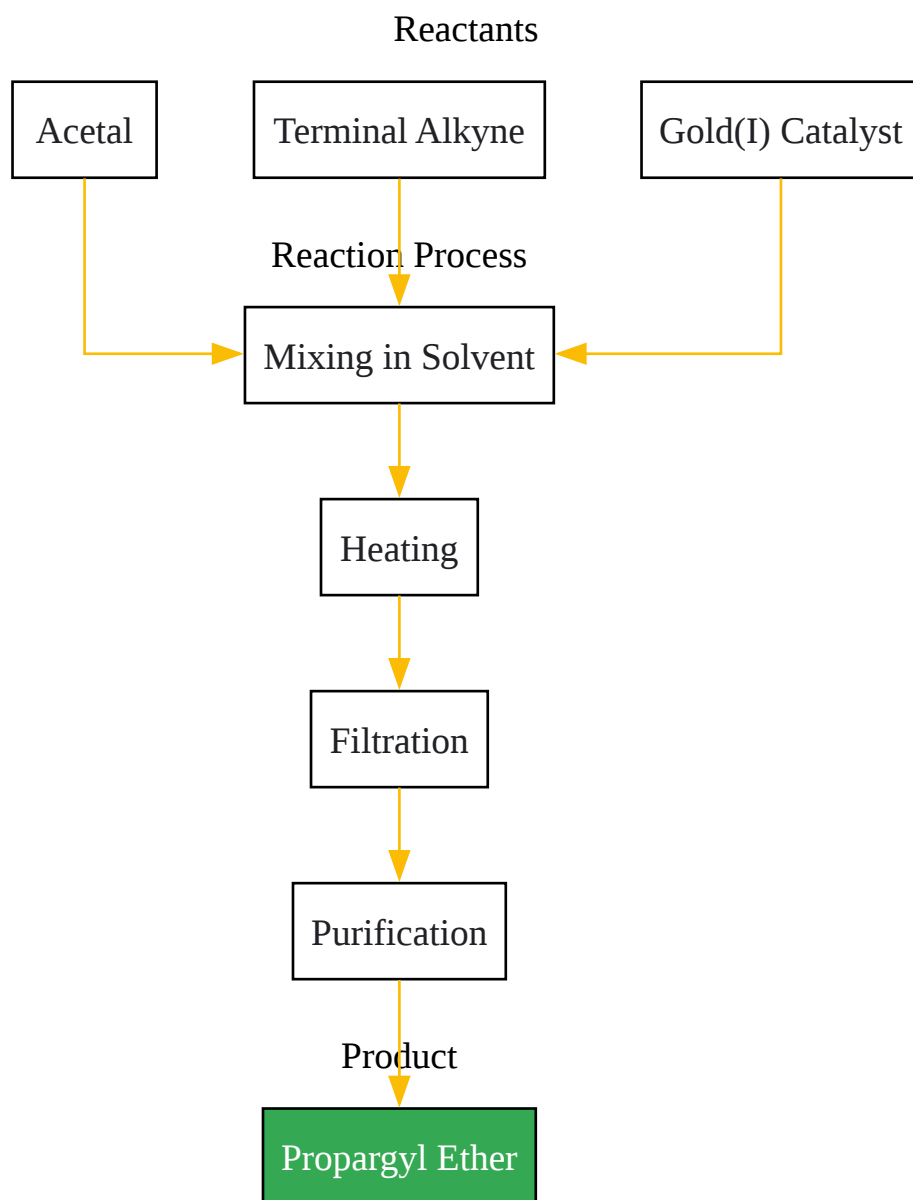 Reactants
Acetal
Terminal Alkyne
Gold(I) Catalyst
Reaction Process
Mixing in Solvent
Heating
Filtration
Purification
Product
Propargyl Ether